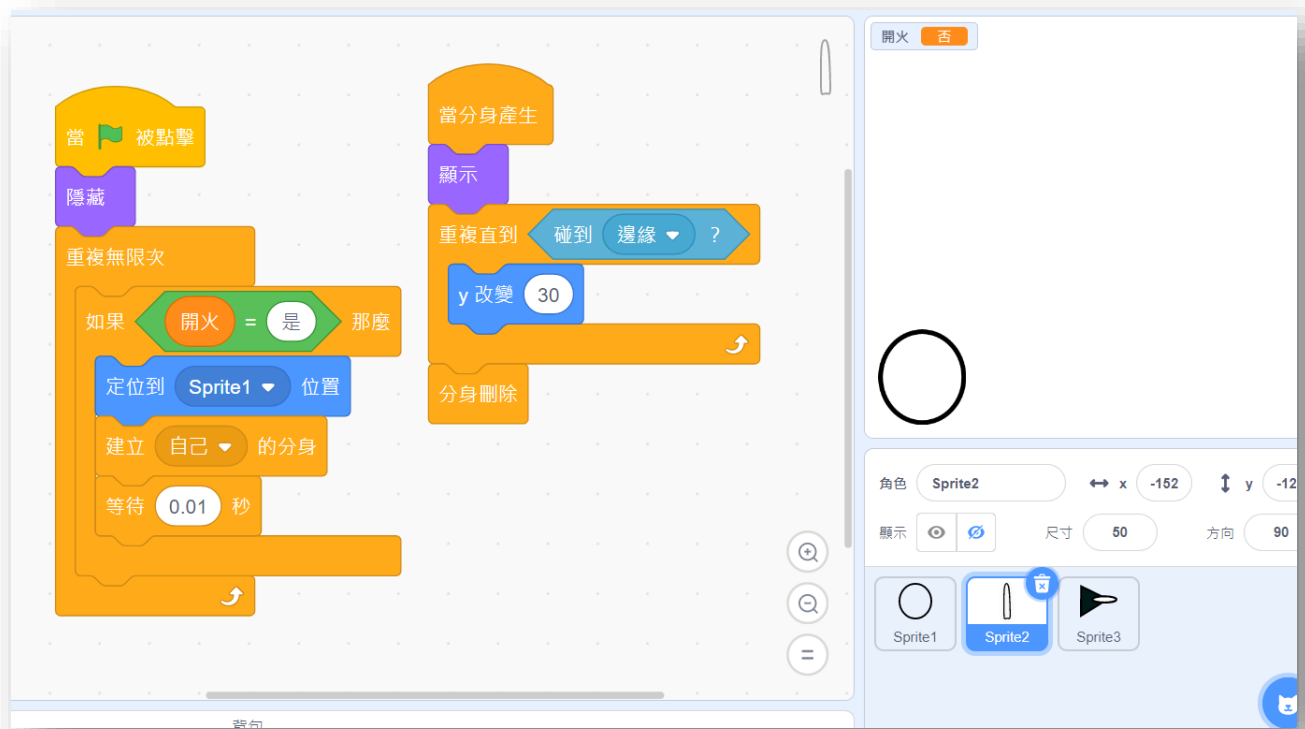 當 被點擊
隱藏
重複無限次
如果 開火 = 是 那麼
定位到 Sprite1 位置
建立 自己 的分身
等待 0.01 秒
當分身產生
顯示
重複直到 碰到 邊緣 ?
y 改變 30
分身刪除
背包
開火 否
角色 Sprite2 x -152 y -12
顯示 尺寸 50 方向 90
Sprite1 Sprite2 Sprite3